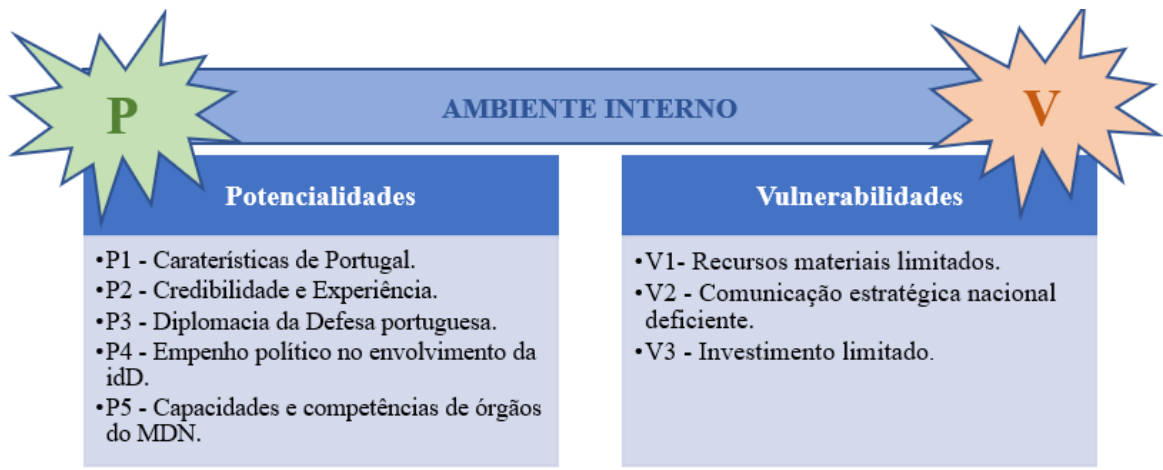 P
AMBIENTE INTERNO
V
Potencialidades
•P1 - Caraterísticas de Portugal.
•P2 - Credibilidade e Experiência.
•P3 - Diplomacia da Defesa portuguesa.
•P4 - Empenho político no envolvimento da
idD.
•P5 - Capacidades e competências de órgãos
do MDN.
Vulnerabilidades
•V1- Recursos materiais limitados.
•V2 - Comunicação estratégica nacional
deficiente.
•V3 - Investimento limitado.